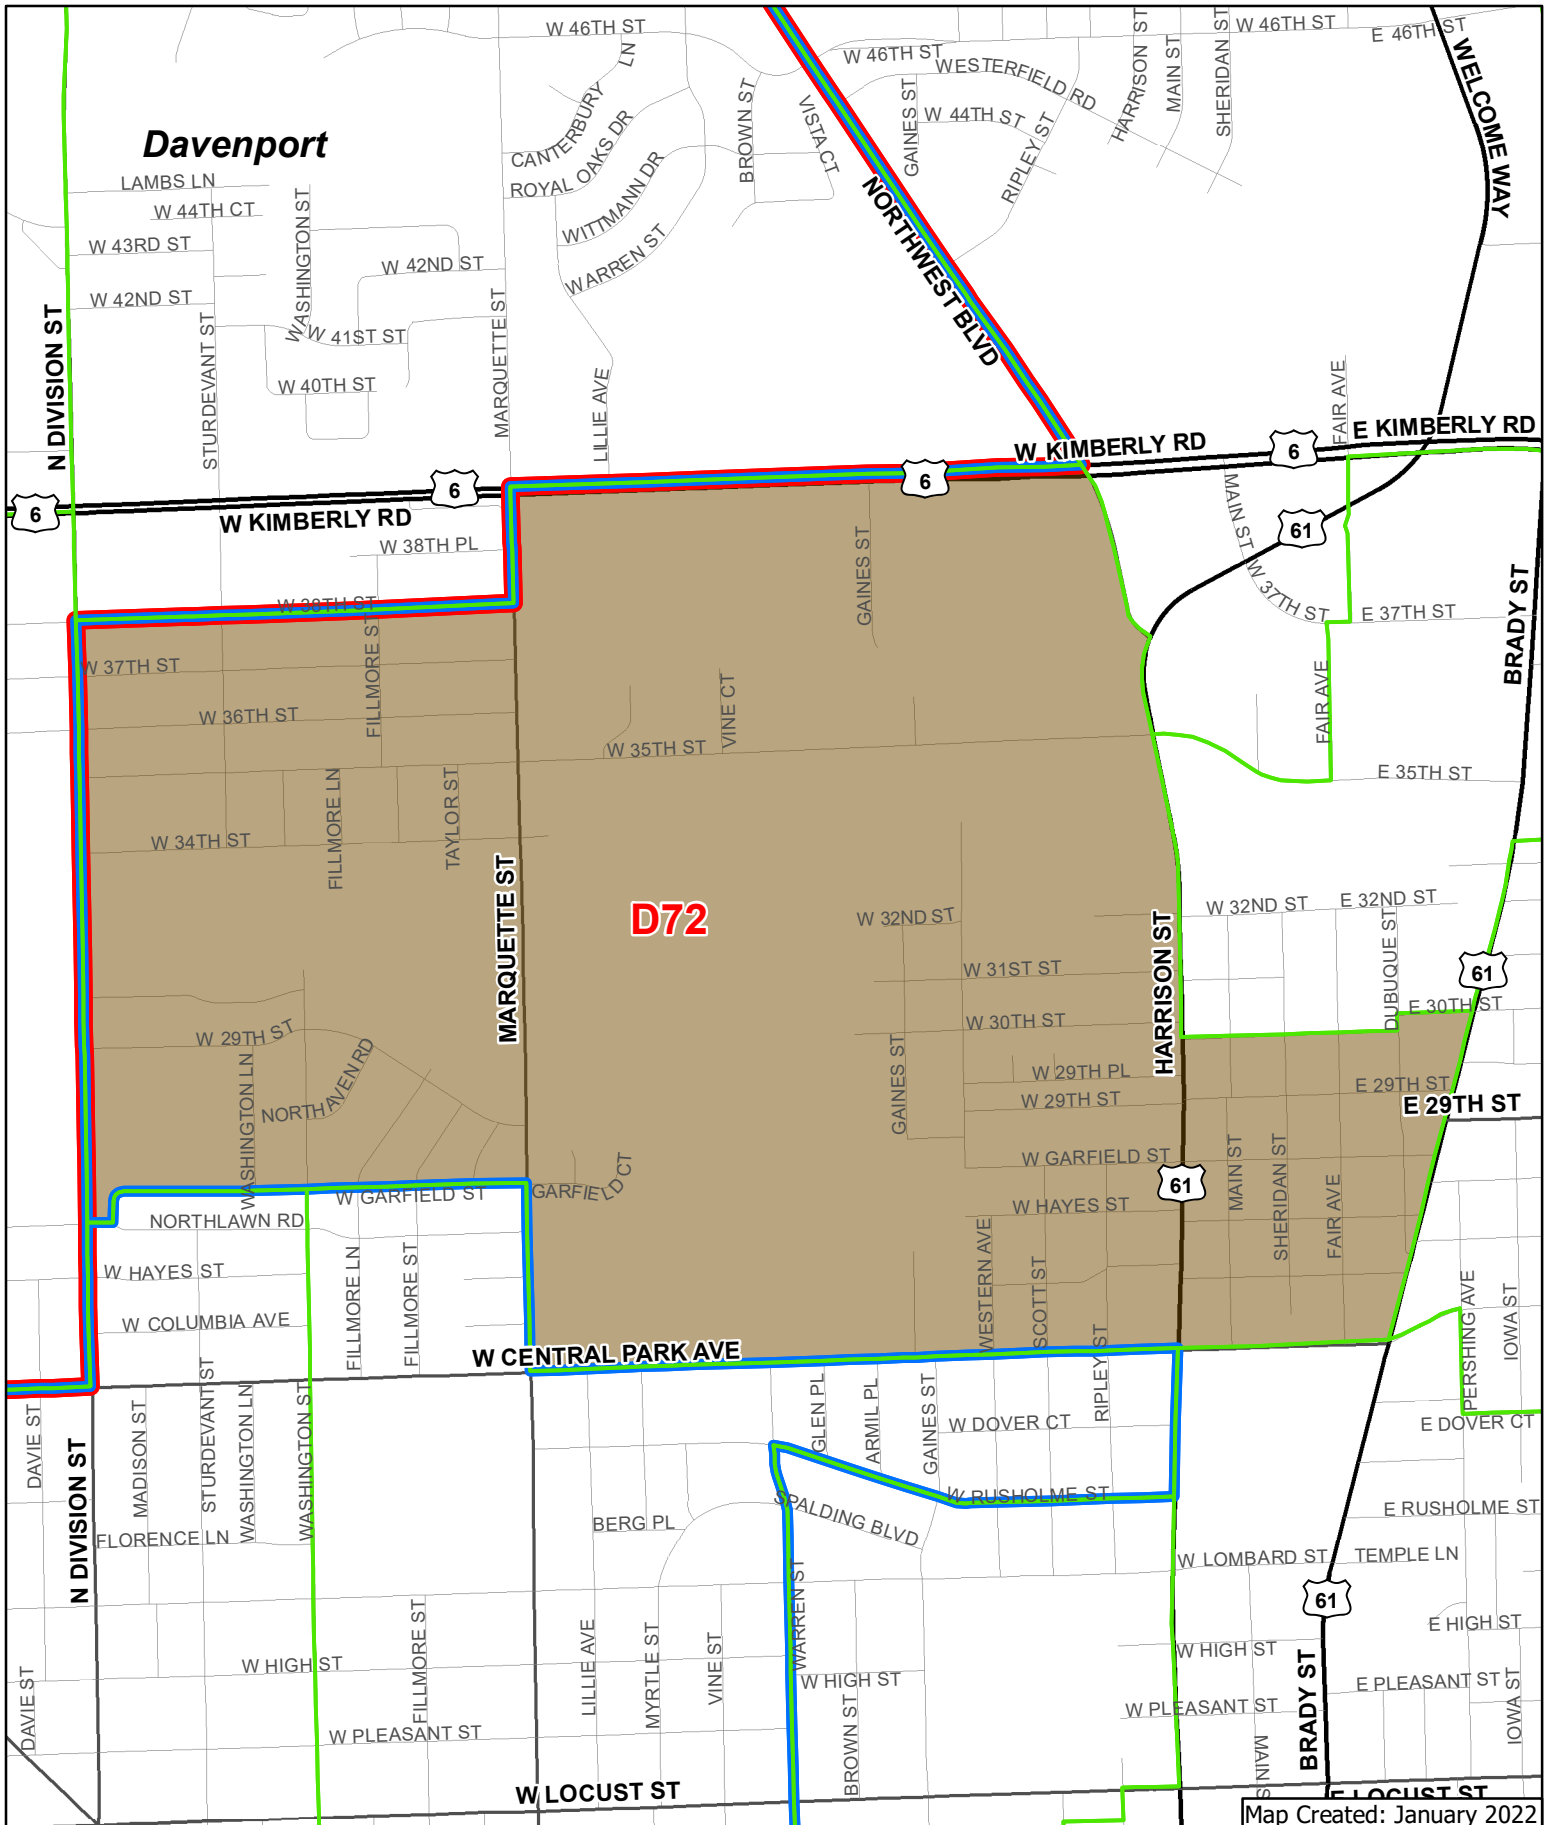 W 46TH ST
W 46TH ST
W 46TH ST
E 46TH ST
WELCOME WAY
LN
CANTERBURY
ROYAL OAKS DR
WITTMANN DR
WARREN ST
BROWN ST
VISTA CT
GAINES ST
WESTERFIELD RD
W 44TH ST
RIPLEY ST
HARRISON ST
MAIN ST
SHERIDAN ST
Davenport
LAMBS LN
W 44TH CT
WASHINGTON ST
W 43RD ST
W 42ND ST
W 42ND ST
W 41ST ST
W 40TH ST
N DIVISION ST
STURDEVANT ST
MARQUETTE ST
LILLIE AVE
NORTHWEST BLVD
FAIR AVE
W KIMBERLY RD
E KIMBERLY RD
6
6
6
6
W KIMBERLY RD
61
W 38TH PL
W 38TH ST
GAINES ST
MAIN ST
W 37TH ST
E 37TH ST
BRADY ST
W 37TH ST
FILLMORE ST
W 36TH ST
VINE CT
W 35TH ST
FAIR AVE
E 35TH ST
FILLMORE LN
TAYLOR ST
W 34TH ST
MARQUETTE ST
D72
W 32ND ST
W 32ND ST
E 32ND ST
DUBUQUE ST
HARRISON ST
W 31ST ST
61
E 30TH ST
W 30TH ST
W 29TH ST
GAINES ST
NORTHAVEN RD
WASHINGTON LN
W 29TH PL
W 29TH ST
E 29TH ST
E 29TH ST
W GARFIELD ST
61
MAIN ST
SHERIDAN ST
FAIR AVE
W GARFIELD ST
GARFIELD CT
W HAYES ST
NORTHLAWN RD
WESTERN AVE
SCOTT ST
RIPLEY ST
W HAYES ST
FILLMORE LN
FILLMORE ST
W COLUMBIA AVE
PERSHING AVE
IOWA ST
W CENTRAL PARK AVE
DAVIE ST
MADISON ST
STURDEVANT ST
WASHINGTON LN
WASHINGTON ST
GLEN PL
ARMIL PL
GAINES ST
W DOVER CT
E DOVER CT
N DIVISION ST
W RUSHOLME ST
E RUSHOLME ST
SPALDING BLVD
BERG PL
FLORENCE LN
W LOMBARD ST
TEMPLE LN
61
WARREN ST
FILLMORE ST
LILLIE AVE
MYRTLE ST
VINE ST
E HIGH ST
W HIGH ST
W HIGH ST
W HIGH ST
BROWN ST
E PLEASANT ST
IOWA ST
DAVIE ST
W PLEASANT ST
W PLEASANT ST
BRADY ST
MAIN S
W LOCUST ST
E LOCUST ST
Map Created: January 2022